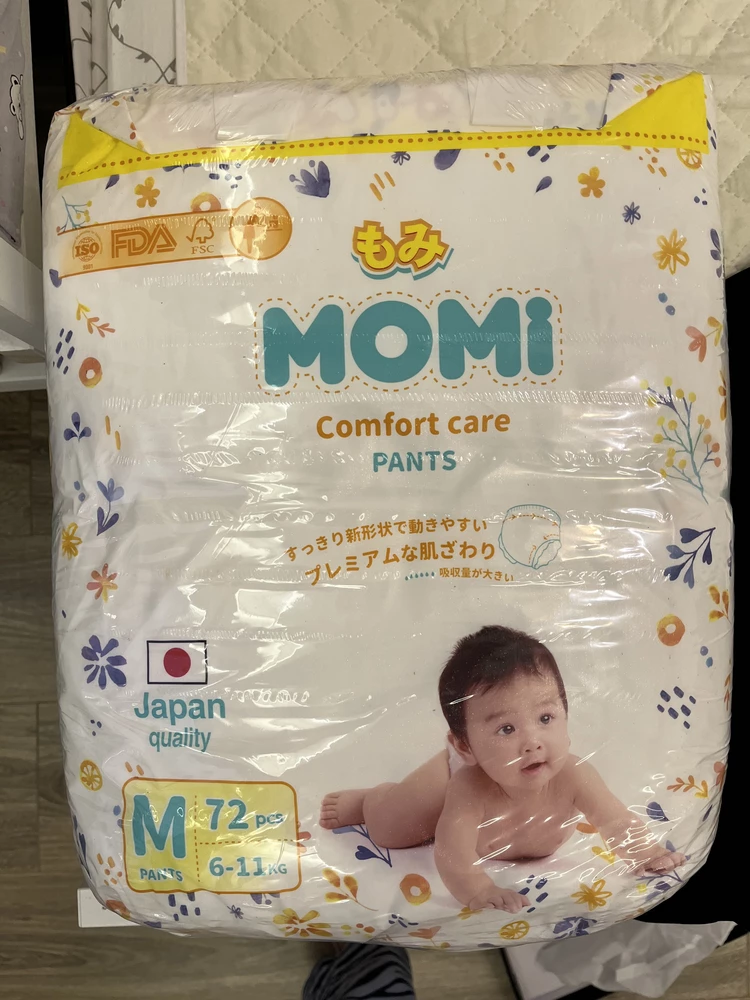 ISO
9001
FDA
FSC
もみ
MOMi
Comfort care
PANTS
すっきり新形状で動きやすい
プレミアムな肌ざわり
吸収量が大きい
Japan
quality
M
PANTS
72 pcs
6-11KG